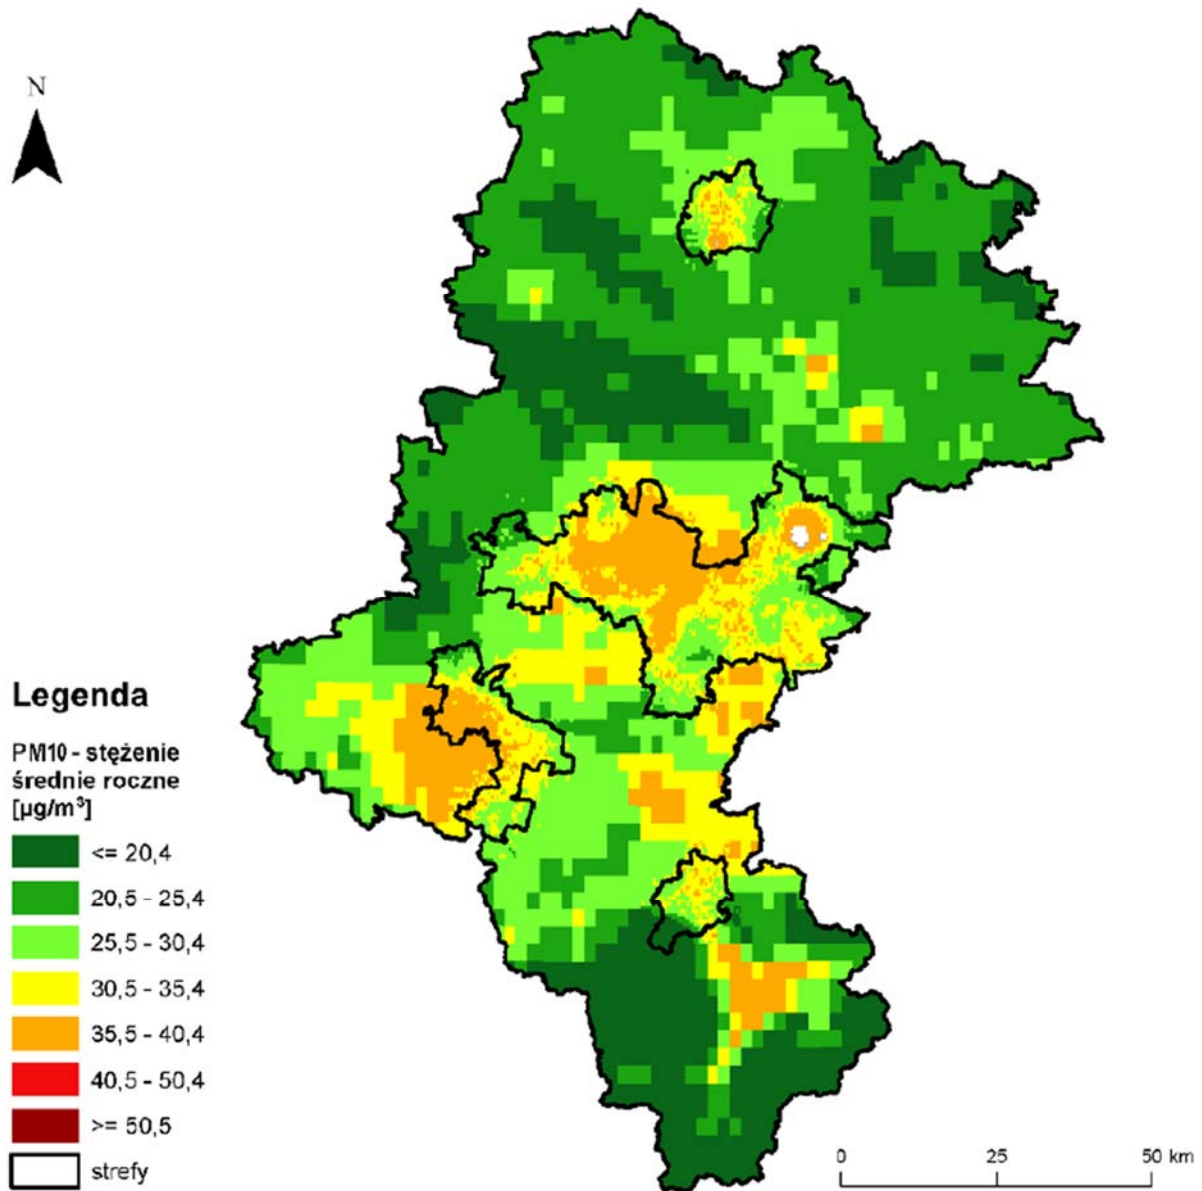 N
Legenda
PM10 - stężenie
średnie roczne
[µg/m³]
<= 20,4
20,5 - 25,4
25,5 - 30,4
30,5 - 35,4
35,5 - 40,4
40,5 - 50,4
>= 50,5
strefy
0 25 50 km